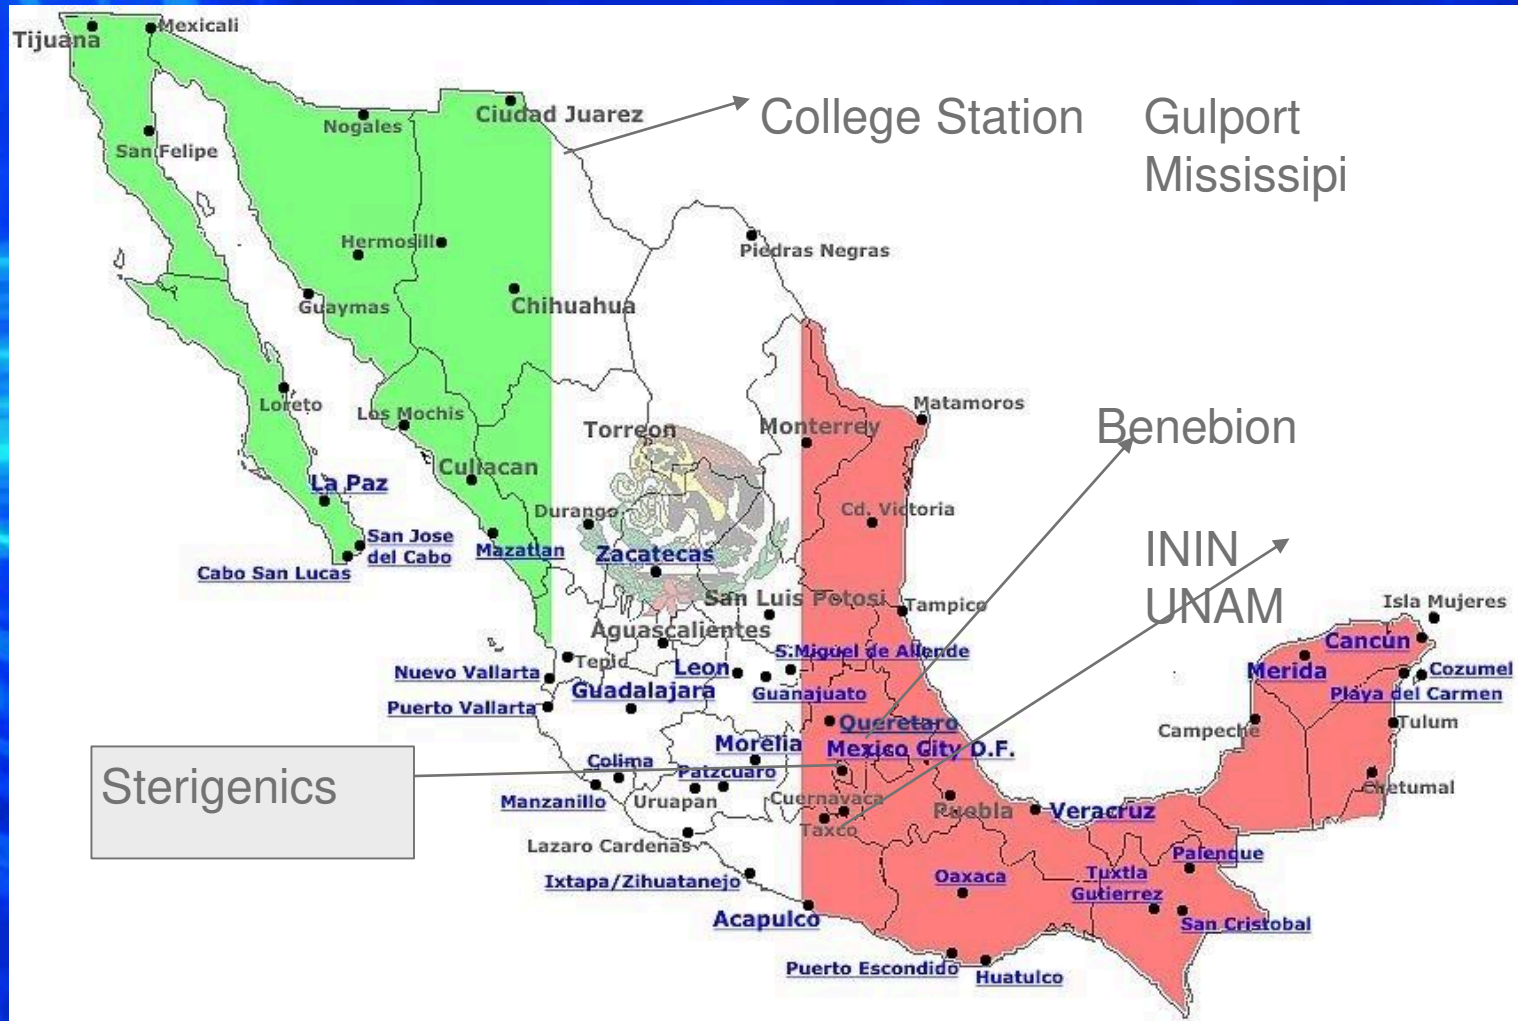 Tijuana
Mexicali
Nogales
Ciudad Juarez
College Station
Gulport
Mississipi
San Felipe
Hermosill
Piedras Negras
Guaymas
Chihuahua
Loreto
Los Mochis
Torreon
Monterrey
Matamoros
Benebion
Culiacan
La Paz
Durango
Cd. Victoria
San Jose
del Cabo
Mazatlan
Zacatecas
Cabo San Lucas
ININ
UNAM
San Luis Potosi
Tampico
Isla Mujeres
Aguascalientes
Cancun
S.Miguel de Allende
Nuevo Vallarta
Tepic
Leon
Merida
Cozumel
Guadalajara
Guanajuato
Playa del Carmen
Puerto Vallarta
Queretaro
Campeche
Tulum
Morelia
Mexico City D.F.
Sterigenics
Colima
Patzcuaro
Chetumal
Manzanillo
Uruapan
Cuernavaca
Puebla
Veracruz
Taxco
Lazaro Cardenas
Palenque
Ixtapa/Zihuatanejo
Oaxaca
Tuxtla
Gutierrez
Acapulco
San Cristobal
Puerto Escondido
Huatulco